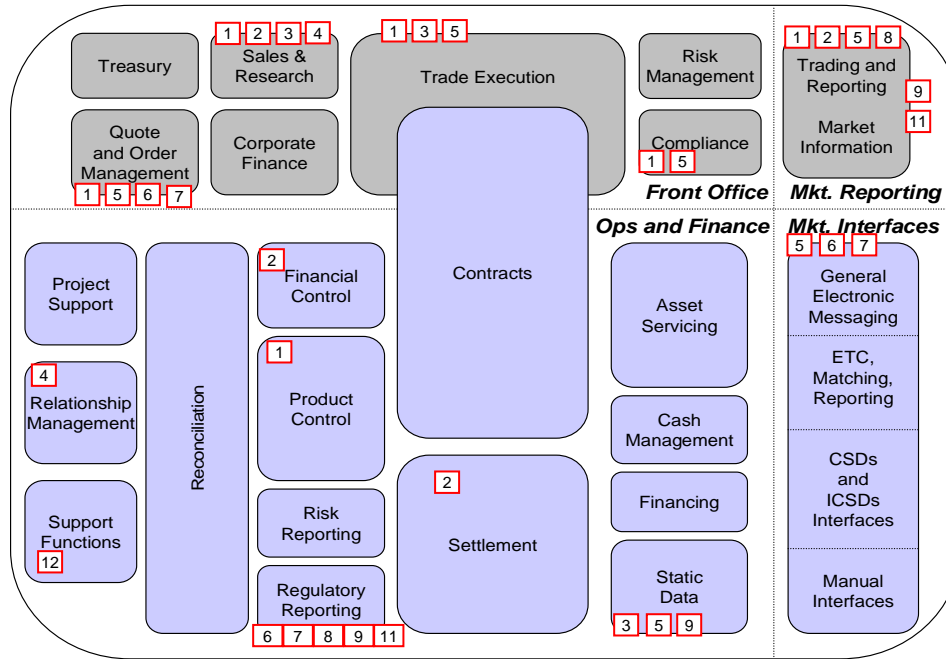 1 2 3 4
1 3 5
1 2 5 8
Treasury
Sales &
Research
Trade Execution
Risk
Management
Trading and
Reporting
9
11
Market
Information
Quote
and Order
Management
1 5 6 7
Corporate
Finance
Compliance
1 5
Front Office
Mkt. Reporting
Ops and Finance
Mkt. Interfaces
Project
Support
4
Relationship
Management
Support
Functions
12
Reconciliation
2
Financial
Control
1
Product
Control
Risk
Reporting
Regulatory
Reporting
6 7 8 9 11
Contracts
2
Settlement
Asset
Servicing
Cash
Management
Financing
Static
Data
3 5 9
5 6 7
General
Electronic
Messaging
ETC,
Matching,
Reporting
CSDs
and
ICSDs
Interfaces
Manual
Interfaces